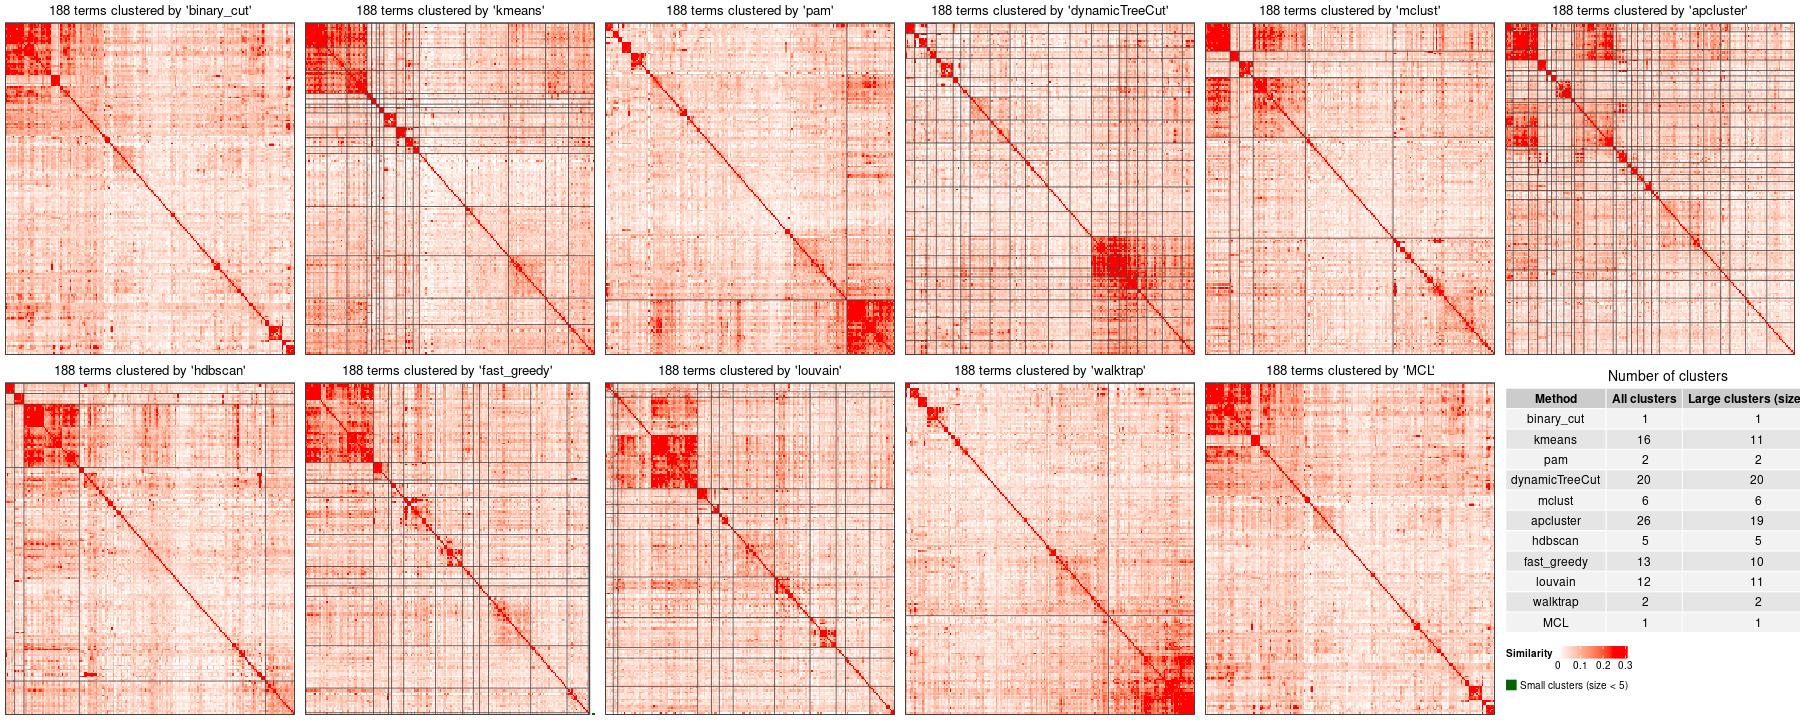 188 terms clustered by 'binary_cut'
188 terms clustered by 'kmeans'
188 terms clustered by 'pam'
188 terms clustered by 'dynamicTreeCut'
188 terms clustered by 'mclust'
188 terms clustered by 'apcluster'
188 terms clustered by 'hdbscan'
188 terms clustered by 'fast_greedy'
188 terms clustered by 'louvain'
188 terms clustered by 'walktrap'
188 terms clustered by 'MCL'
Number of clusters
Method All clusters Large clusters (size
binary_cut 1 1
kmeans 16 11
pam 2 2
dynamicTreeCut 20 20
mclust 6 6
apcluster 26 19
hdbscan 5 5
fast_greedy 13 10
louvain 12 11
walktrap 2 2
MCL 1 1
Similarity
0 0.1 0.2 0.3
Small clusters (size < 5)